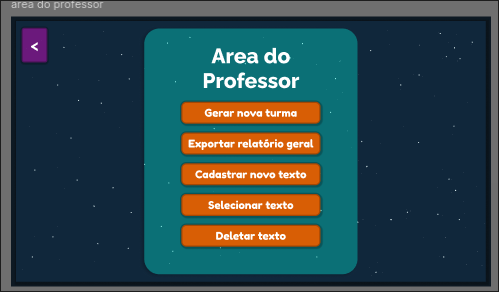 area do professor
<
Area do
Professor
Gerar nova turma
Exportar relatório geral
Cadastrar novo texto
Selecionar texto
Deletar texto